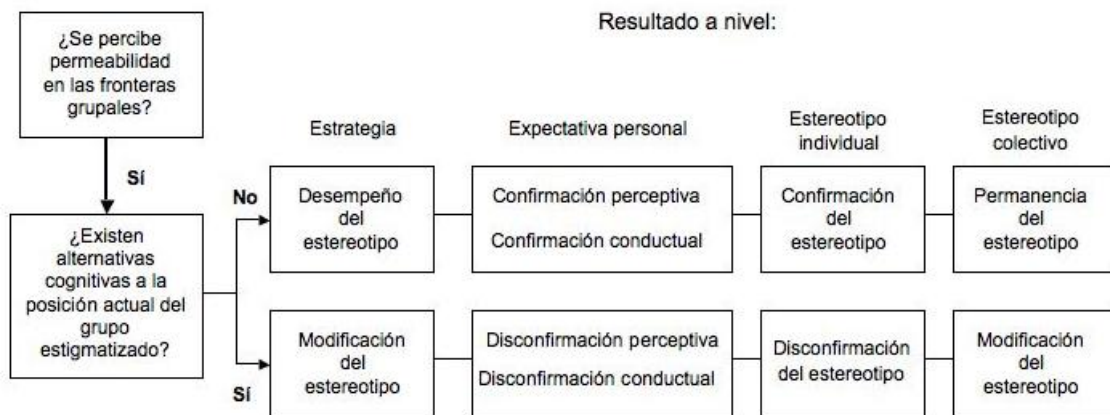 Resultado a nivel:
¿Se percibe
permeabilidad
en las fronteras
grupales?
Sí
¿Existen
alternativas
cognitivas a la
posición actual del
grupo
estigmatizado?
No
Sí
Estrategia
Expectativa personal
Estereotipo
individual
Estereotipo
colectivo
Desempeño
del
estereotipo
Confirmación perceptiva
Confirmación conductual
Confirmación
del
estereotipo
Permanencia
del
estereotipo
Modificación
del
estereotipo
Disconfirmación perceptiva
Disconfirmación conductual
Disconfirmación
del estereotipo
Modificación
del
estereotipo